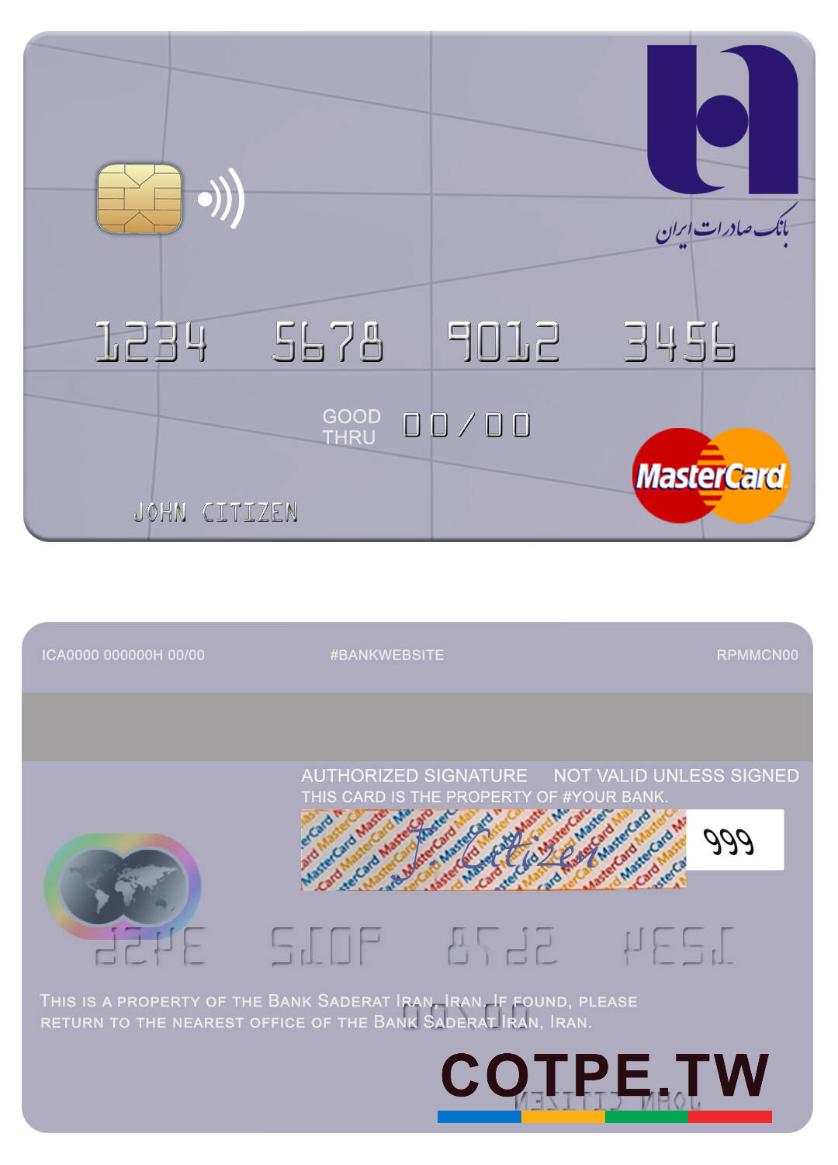 بانک صادرات ایران
1234 5678 9012 3456
GOOD THRU 00/00
MasterCard
JOHN CITIZEN
ICA0000 000000H 00/00 #BANKWEBSITE RPMMCN00
AUTHORIZED SIGNATURE NOT VALID UNLESS SIGNED
THIS CARD IS THE PROPERTY OF #YOUR BANK.
J Citizen 999
THIS IS A PROPERTY OF THE BANK SADERAT IRAN, IRAN. IF FOUND, PLEASE
RETURN TO THE NEAREST OFFICE OF THE BANK SADERAT IRAN, IRAN.
COTPE.TW